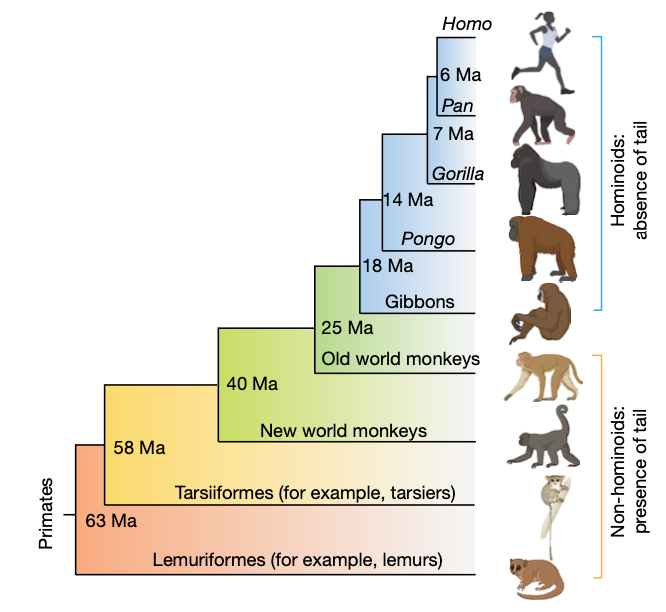 Homo
6 Ma
Pan
7 Ma
Gorilla
14 Ma
Pongo
18 Ma
Gibbons
25 Ma
Old world monkeys
40 Ma
New world monkeys
58 Ma
Tarsiiformes (for example, tarsiers)
63 Ma
Lemuriformes (for example, lemurs)
Primates
Hominoids:
absence of tail
Non-hominoids:
presence of tail